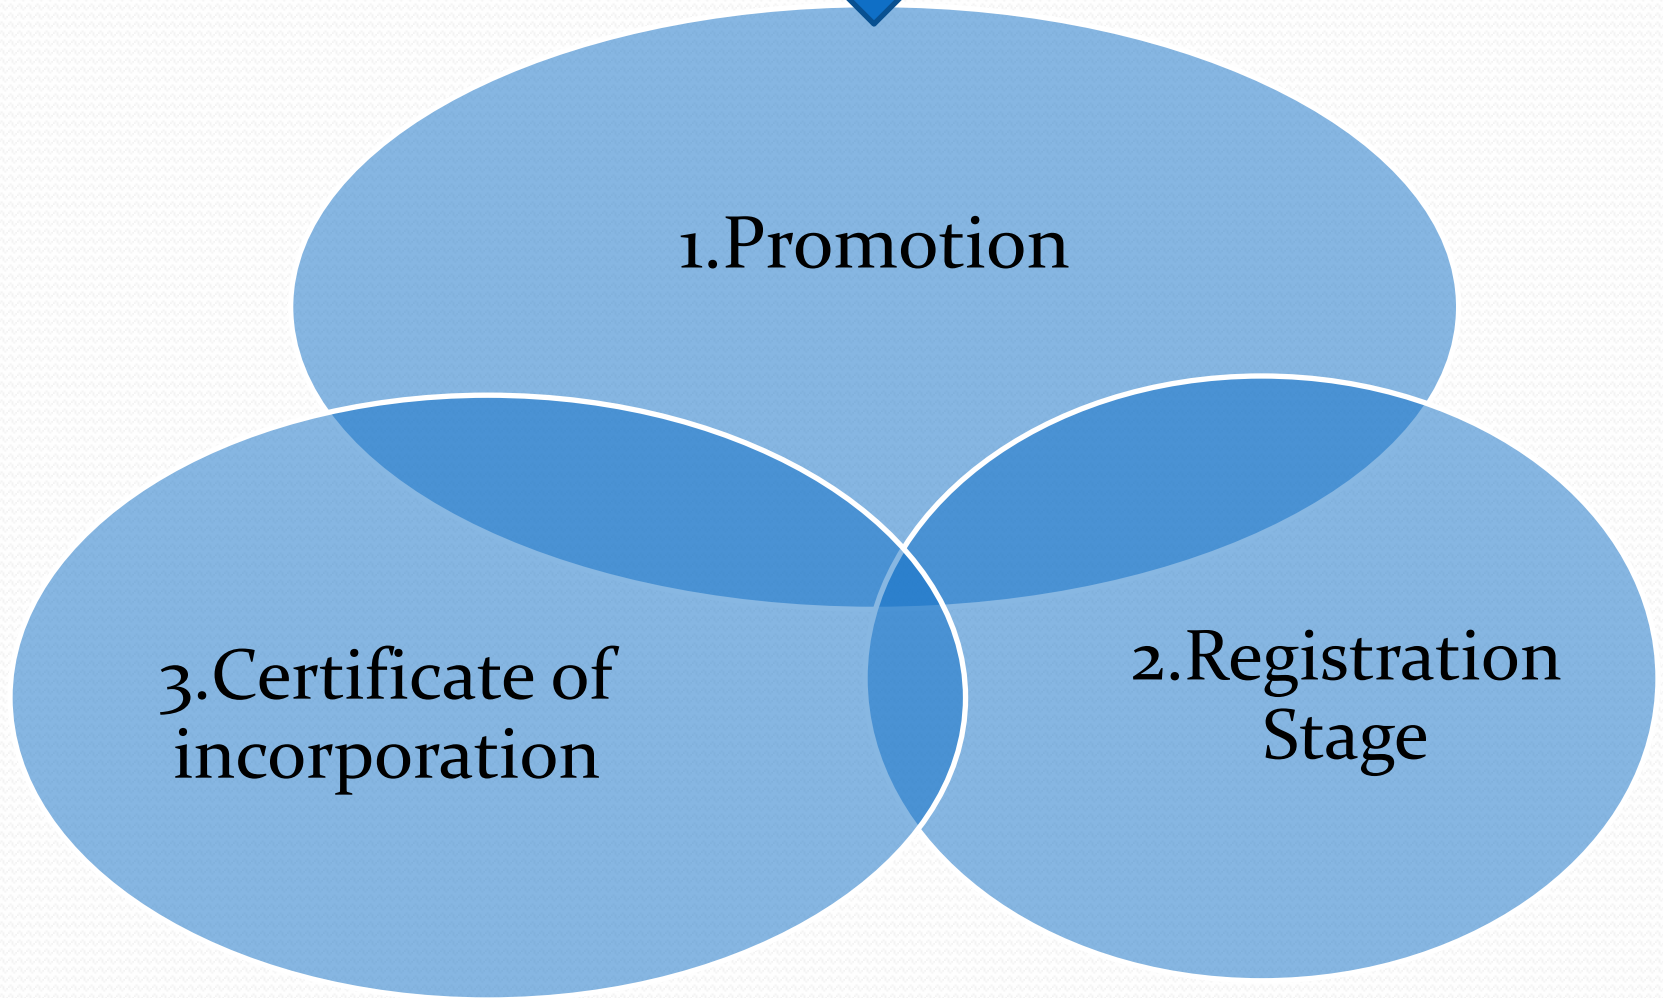 1.Promotion
2.Registration
Stage
3.Certificate of
incorporation